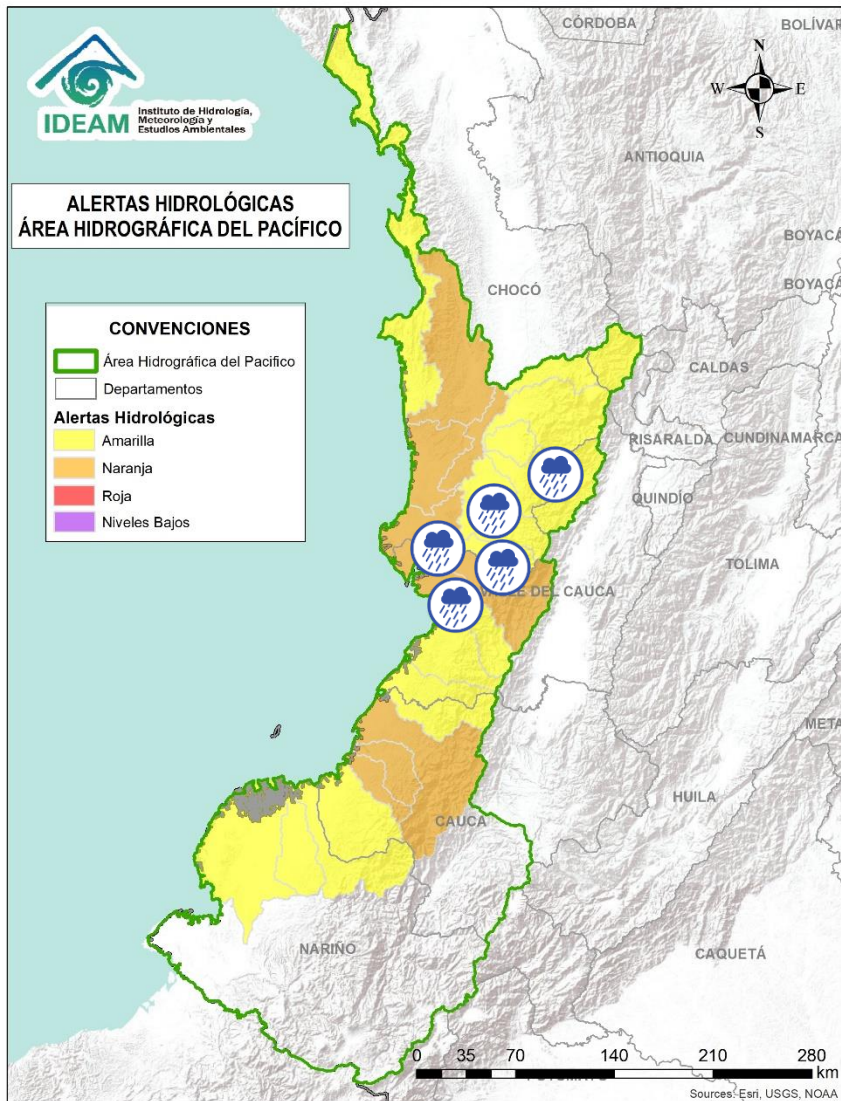 CÓRDOBA
BOLÍVAR
N
W
E
S
IDEAM
Instituto de Hidrología,
Meteorología y
Estudios Ambientales
ANTIOQUIA
ALERTAS HIDROLÓGICAS
ÁREA HIDROGRÁFICA DEL PACÍFICO
BOYACÁ
BOYACÁ
CHOCÓ
CONVENCIONES
Área Hidrográfica del Pacifico
Departamentos
Alertas Hidrológicas
Amarilla
Naranja
Roja
Niveles Bajos
CALDAS
RISARALDA
CUNDINAMARCA
QUINDÍO
TOLIMA
DEL CAUCA
META
HUILA
CAUCA
NARIÑO
CAQUETÁ
0 35 70 140 210 280
km
Sources: Esri, USGS, NOAA